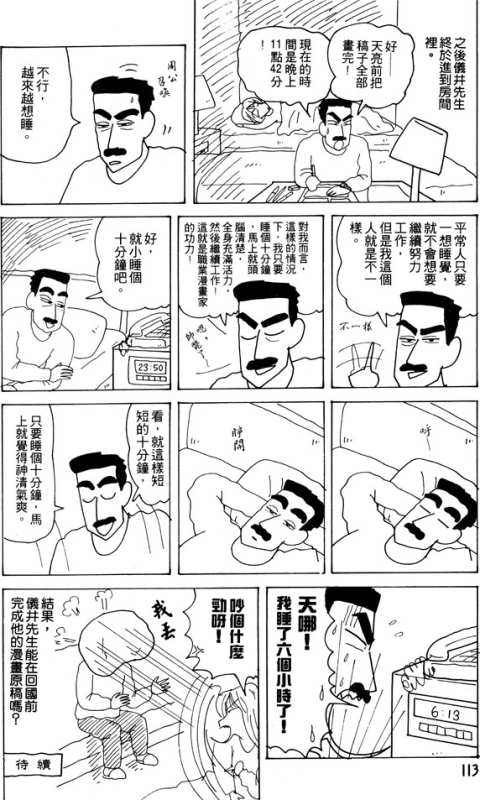 之後儀井先生
終於進到房間
裡。
好!
天亮前把
稿子全部
畫完!
現在的時
間是晚上
11點42分
!
周公
召喚
不行,
越來越想睡。
平常人只要
一想睡覺,
就不會想要
繼續努力
工作,
但是我這個
人就是不一
樣。
不一樣
對我而言,
這樣的情況
下,我只要
睡個十分鐘
,馬上就頭
腦清楚,
全身充滿活力,
然後繼續工作!
這就是職業漫畫家
的功力!
好,
就小睡個
十分鐘吧。
23:50
呼~
睜開
看,就這樣短
短的十分鐘,
只要睡個十分鐘,馬
上就覺得神清氣爽。
天哪!
我睡了六個小時了!
6:13
吵個什麼
勁呀!
我丟
結果,
儀井先生能在回國前
完成他的漫畫原稿嗎?
待續
113